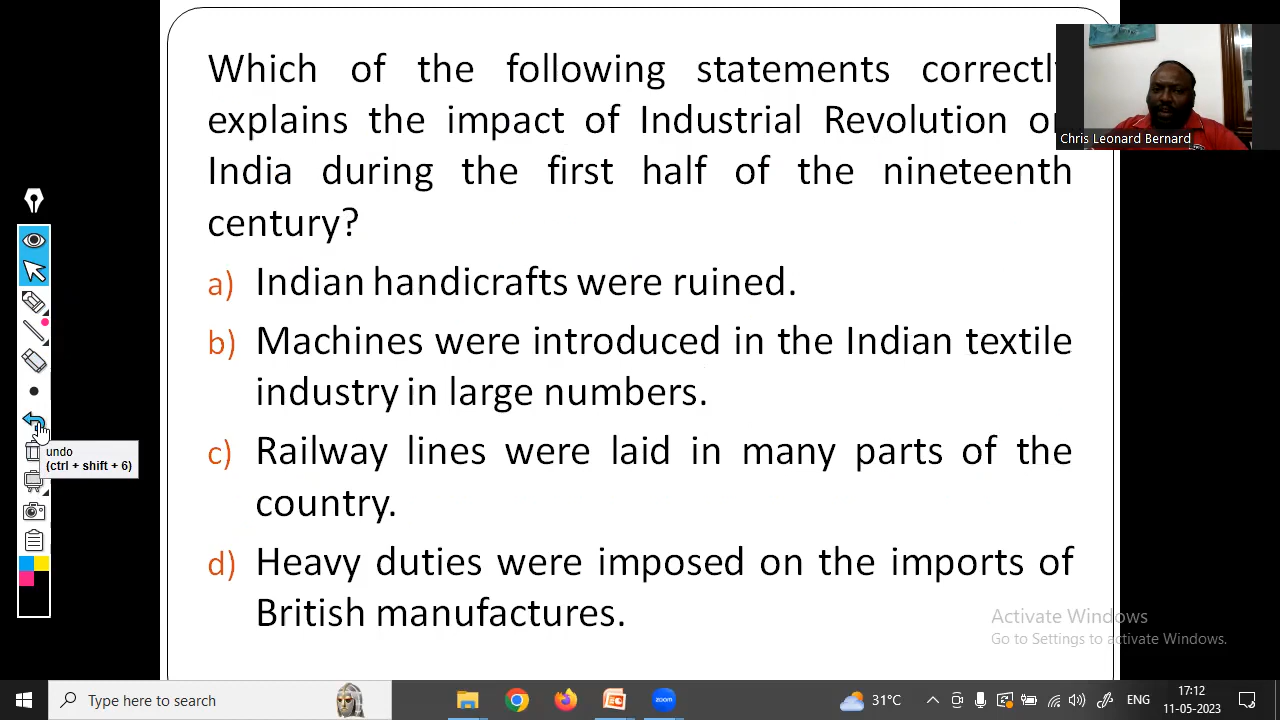 Which of the following statements correctly
explains the impact of Industrial Revolution on
India during the first half of the nineteenth
century?
a) Indian handicrafts were ruined.
b) Machines were introduced in the Indian textile
industry in large numbers.
c) Railway lines were laid in many parts of the
country.
d) Heavy duties were imposed on the imports of
British manufactures.
Chris Leonard Bernard
undo
(ctrl + shift + 6)
Activate Windows
Go to Settings to activate Windows.
Type here to search
zoom
31°C
ENG
17:12
11-05-2023